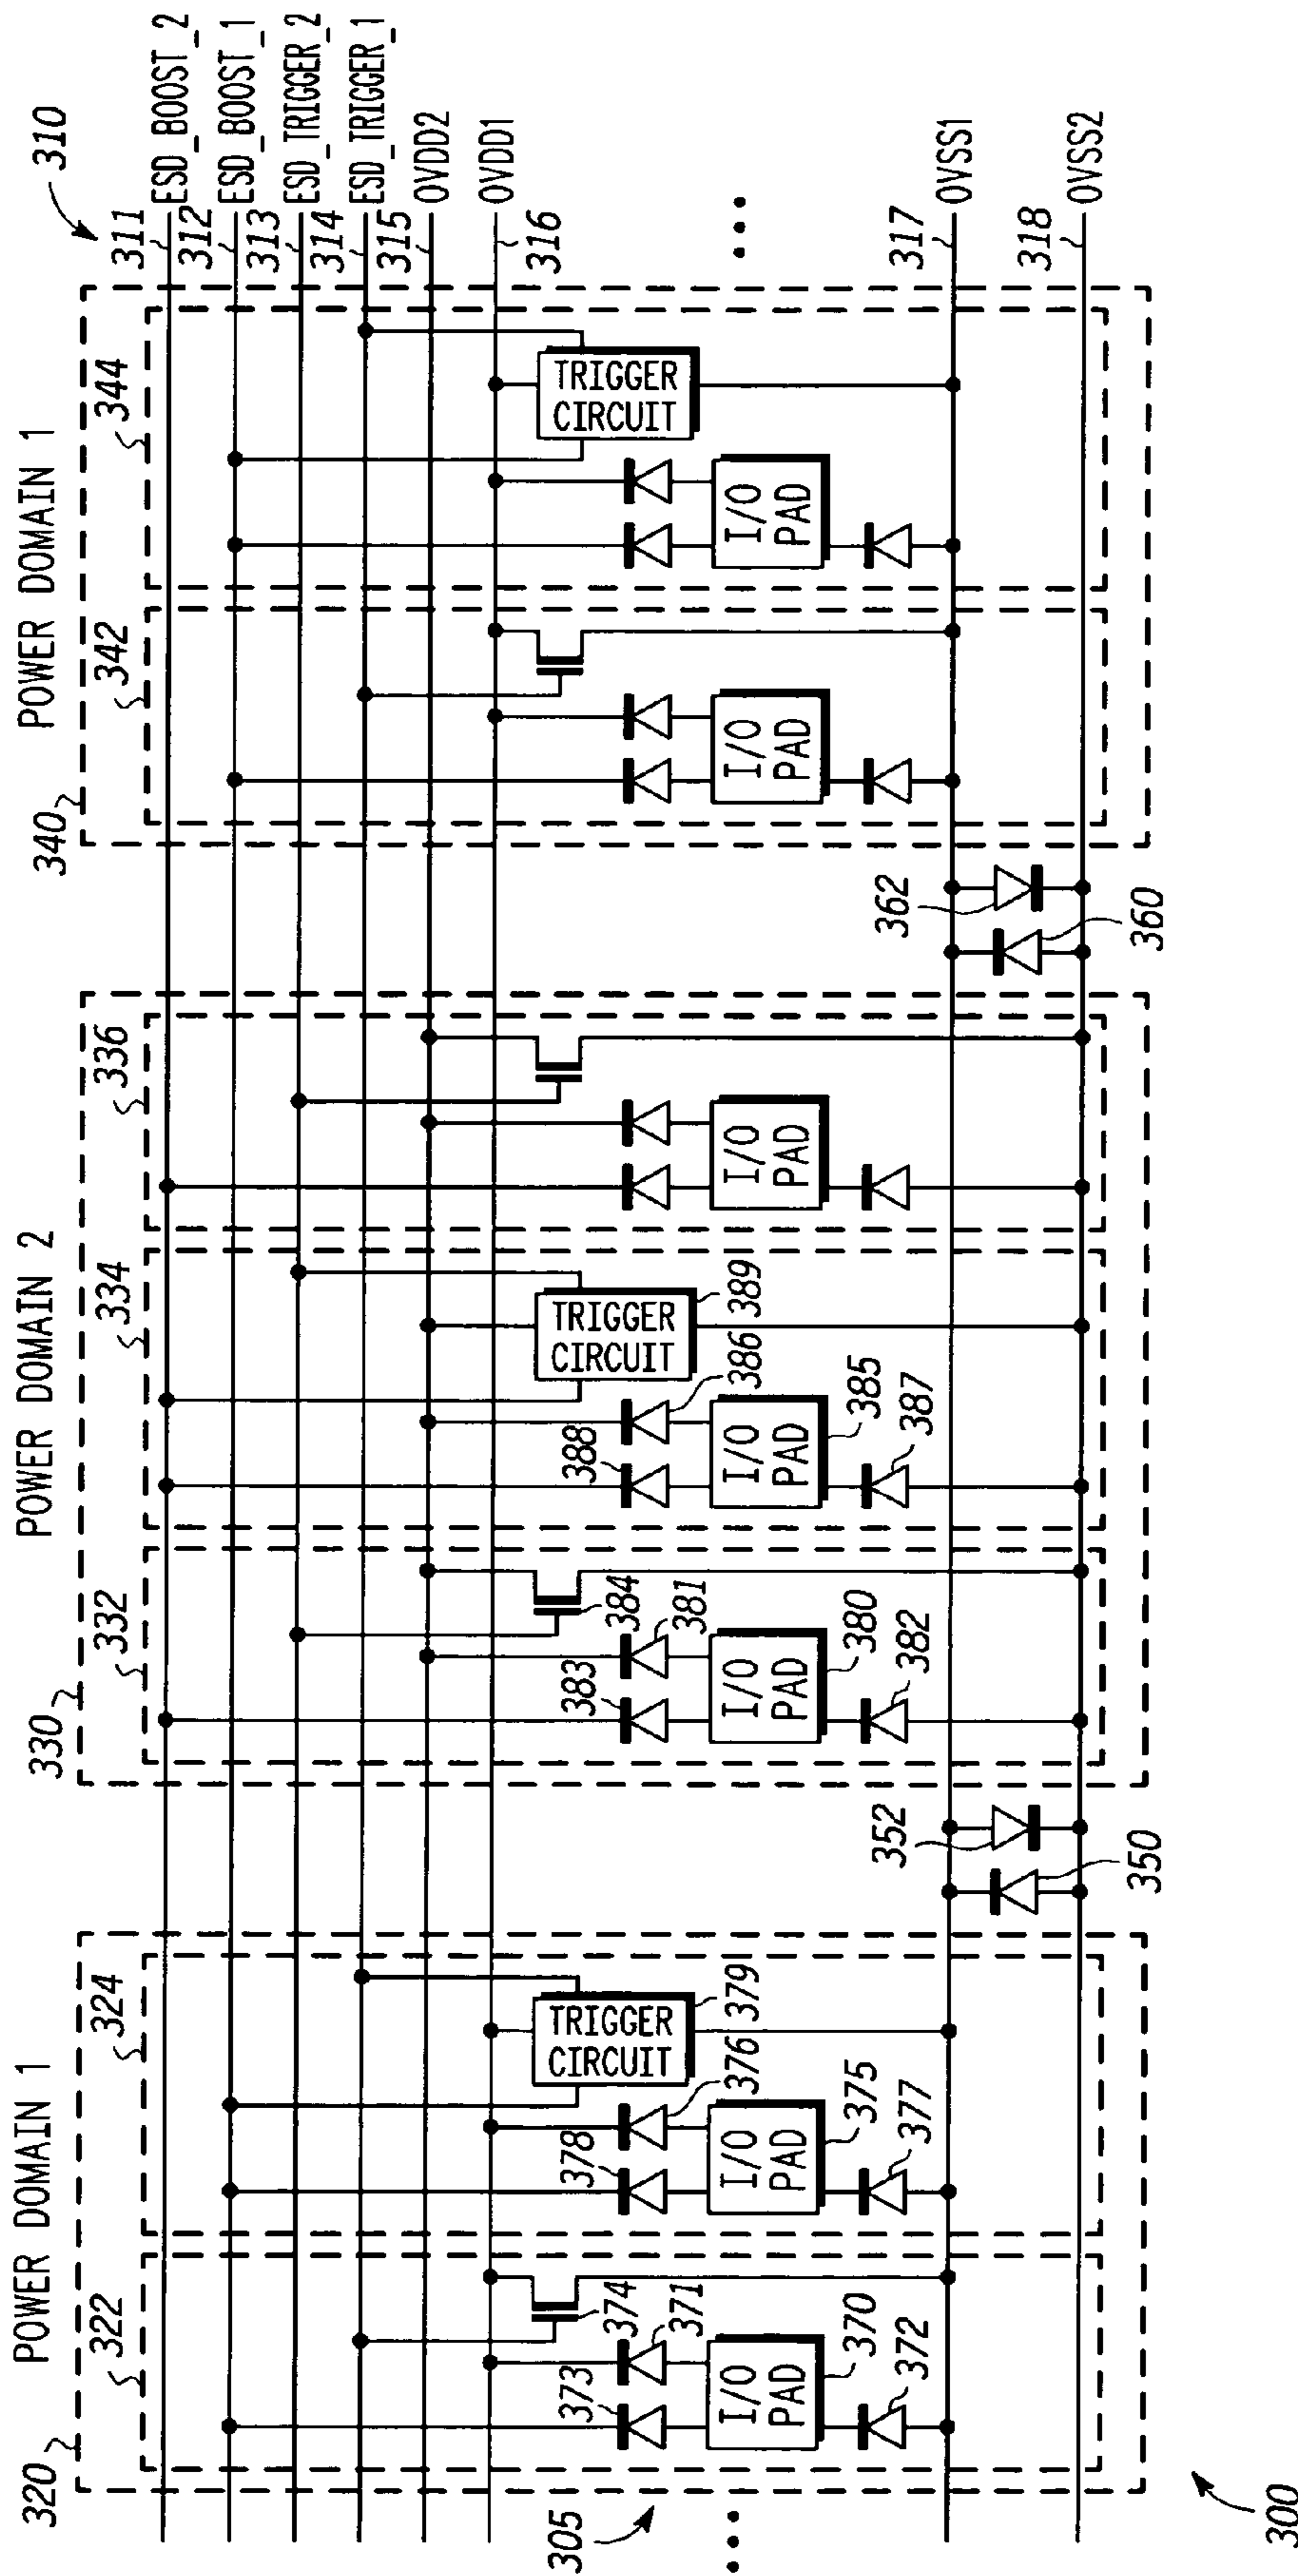 POWER DOMAIN 1
POWER DOMAIN 2
POWER DOMAIN 1
310
320
322
324
330
332
334
336
340
342
344
311
ESD_BOOST_2
312
ESD_BOOST_1
313
ESD_TRIGGER_2
314
ESD_TRIGGER_1
315
OVDD2
OVDD1
316
305
373
371
374
I/O
PAD
370
372
378
376
TRIGGER
CIRCUIT
379
I/O
PAD
375
377
352
350
383
381
384
I/O
PAD
380
382
388
386
TRIGGER
CIRCUIT
389
I/O
PAD
385
387
I/O
PAD
362
360
I/O
PAD
TRIGGER
CIRCUIT
I/O
PAD
...
...
317
OVSS1
318
OVSS2
300